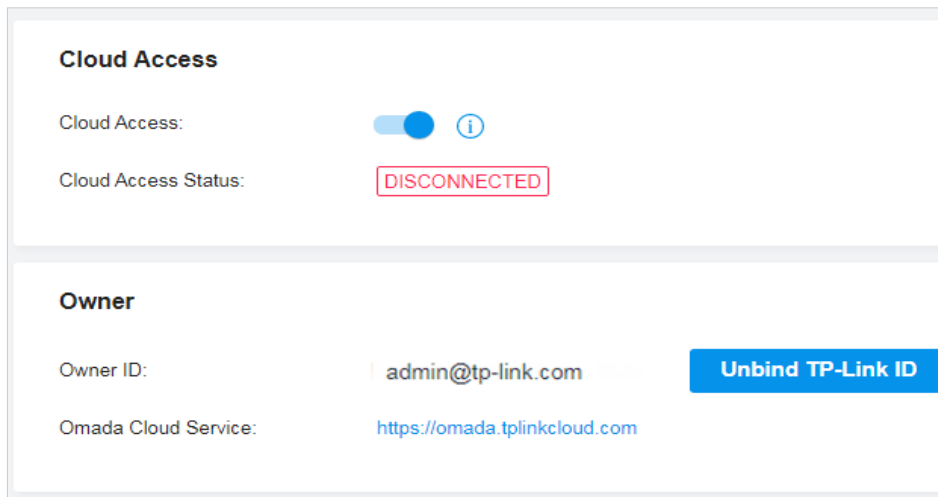 Cloud Access
Cloud Access:
Cloud Access Status: DISCONNECTED
Owner
Owner ID: admin@tp-link.com Unbind TP-Link ID
Omada Cloud Service: https://omada.tplinkcloud.com